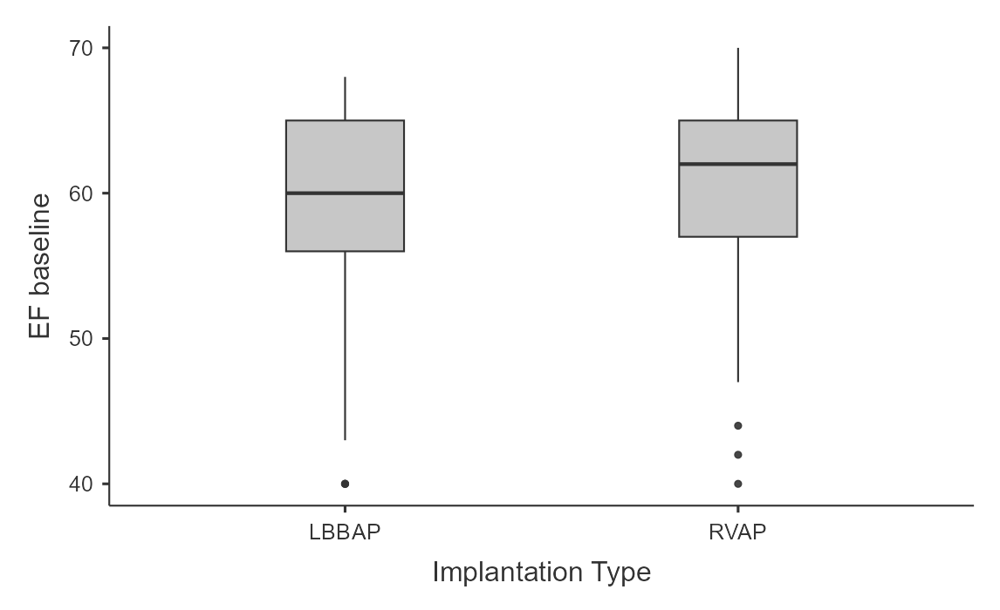 EF baseline
70
60
50
40
LBBAP
RVAP
Implantation Type